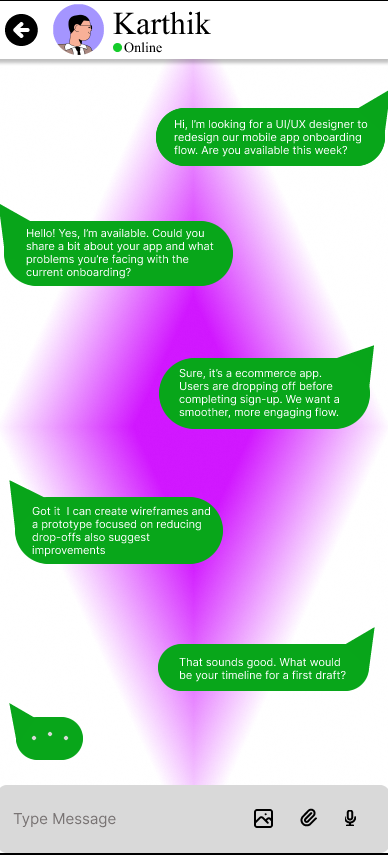 Karthik
Online
Hi, I'm looking for a UI/UX designer to
redesign our mobile app onboarding
flow. Are you available this week?
Hello! Yes, I'm available. Could you
share a bit about your app and what
problems you're facing with the
current onboarding?
Sure, it's a ecommerce app.
Users are dropping off before
completing sign-up. We want a
smoother, more engaging flow.
Got it I can create wireframes and
a prototype focused on reducing
drop-offs also suggest
improvements
That sounds good. What would
be your timeline for a first draft?
Type Message